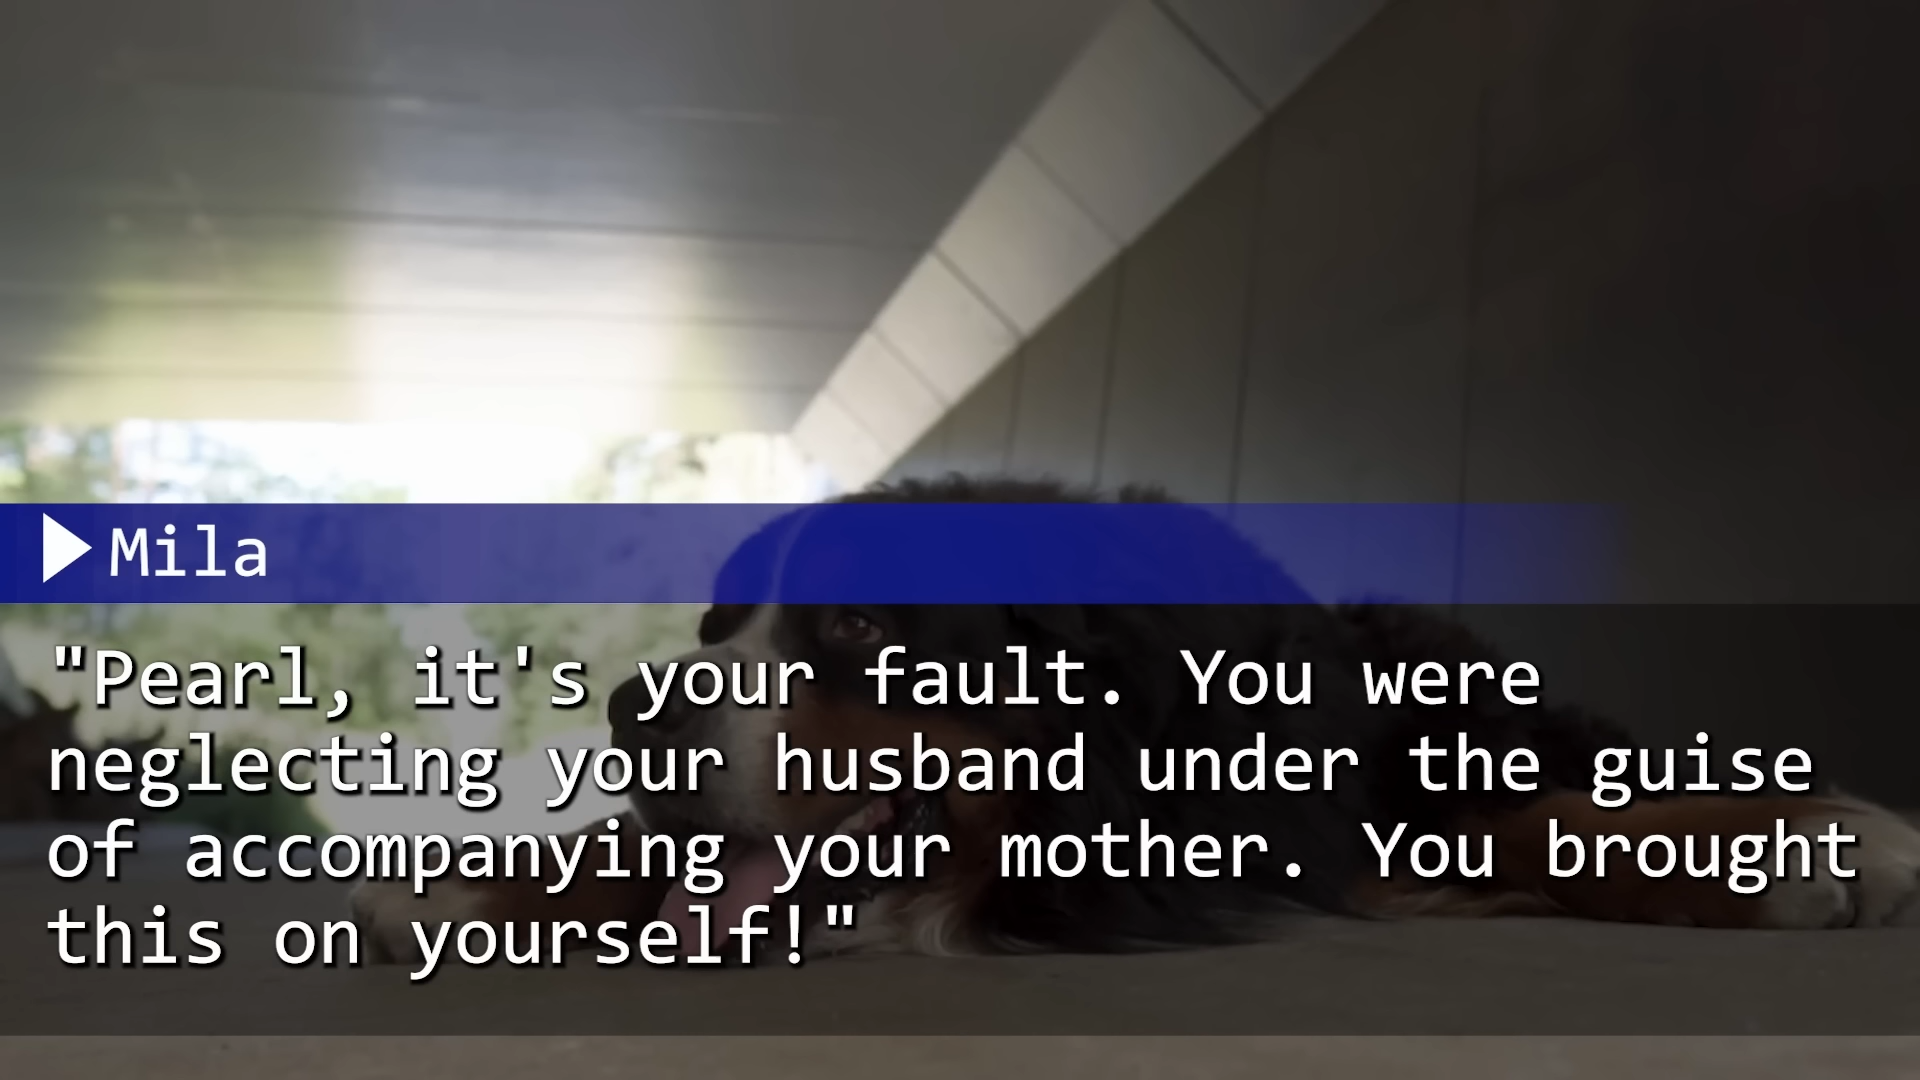 Mila
"Pearl, it's your fault. You were
neglecting your husband under the guise
of accompanying your mother. You brought
this on yourself!"